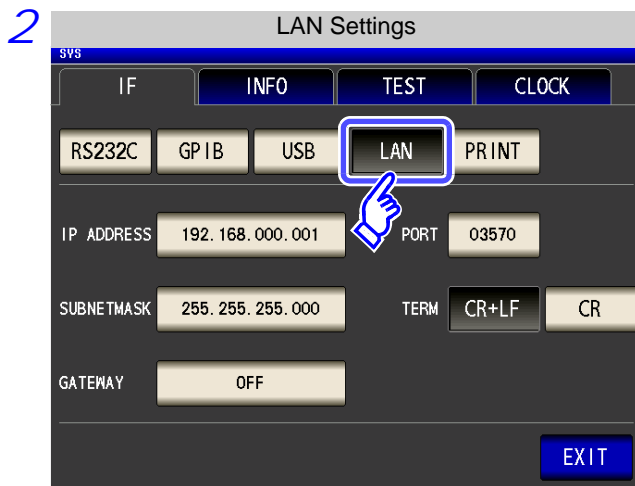 2
LAN Settings
SYS
IF INFO TEST CLOCK
RS232C GPIB USB LAN PRINT
IP ADDRESS 192.168.000.001 PORT 03570
SUBNETMASK 255.255.255.000 TERM CR+LF CR
GATEWAY OFF
EXIT